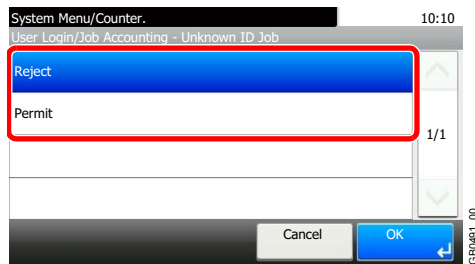 System Menu/Counter.
10:10
User Login/Job Accounting - Unknown ID Job
Reject
Permit
1/1
Cancel
OK
GB0491_00